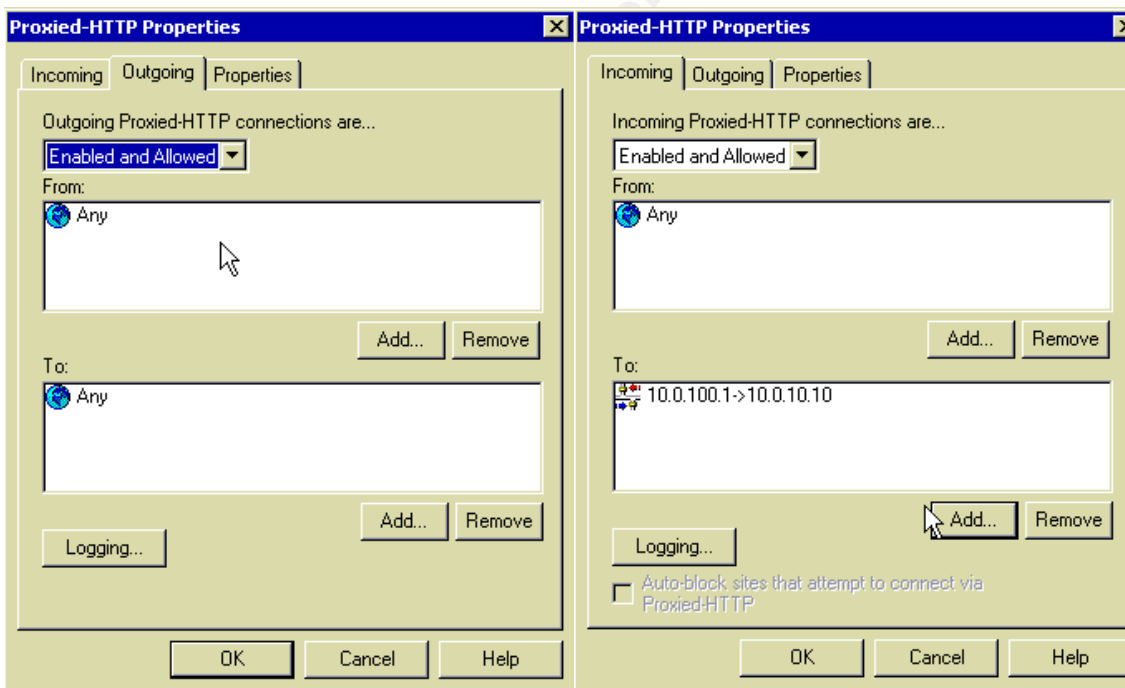 Proxied-HTTP Properties
Incoming Outgoing Properties
Outgoing Proxied-HTTP connections are...
Enabled and Allowed
From:
Any
Add... Remove
To:
Any
Add... Remove
Logging...
OK Cancel Help
Proxied-HTTP Properties
Incoming Outgoing Properties
Incoming Proxied-HTTP connections are...
Enabled and Allowed
From:
Any
Add... Remove
To:
10.0.100.1->10.0.10.10
Add... Remove
Logging...
Auto-block sites that attempt to connect via
Proxied-HTTP
OK Cancel Help